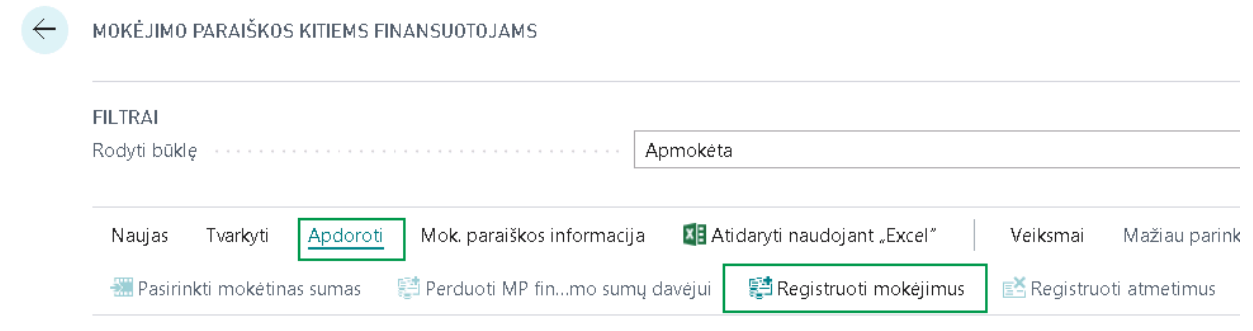 MOKĖJIMO PARAIŠKOS KITIEMS FINANSUOTOJAMS
FILTRAI
Rodyti būklę Apmokėta
Naujas Tvarkyti Apdoroti Mok. paraiškos informacija Atidaryti naudojant „Excel“ Veiksmai Mažiau parink
Pasirinkti mokėtinas sumas Perduoti MP fin...mo sumų davėjui Registruoti mokėjimus Registruoti atmetimus